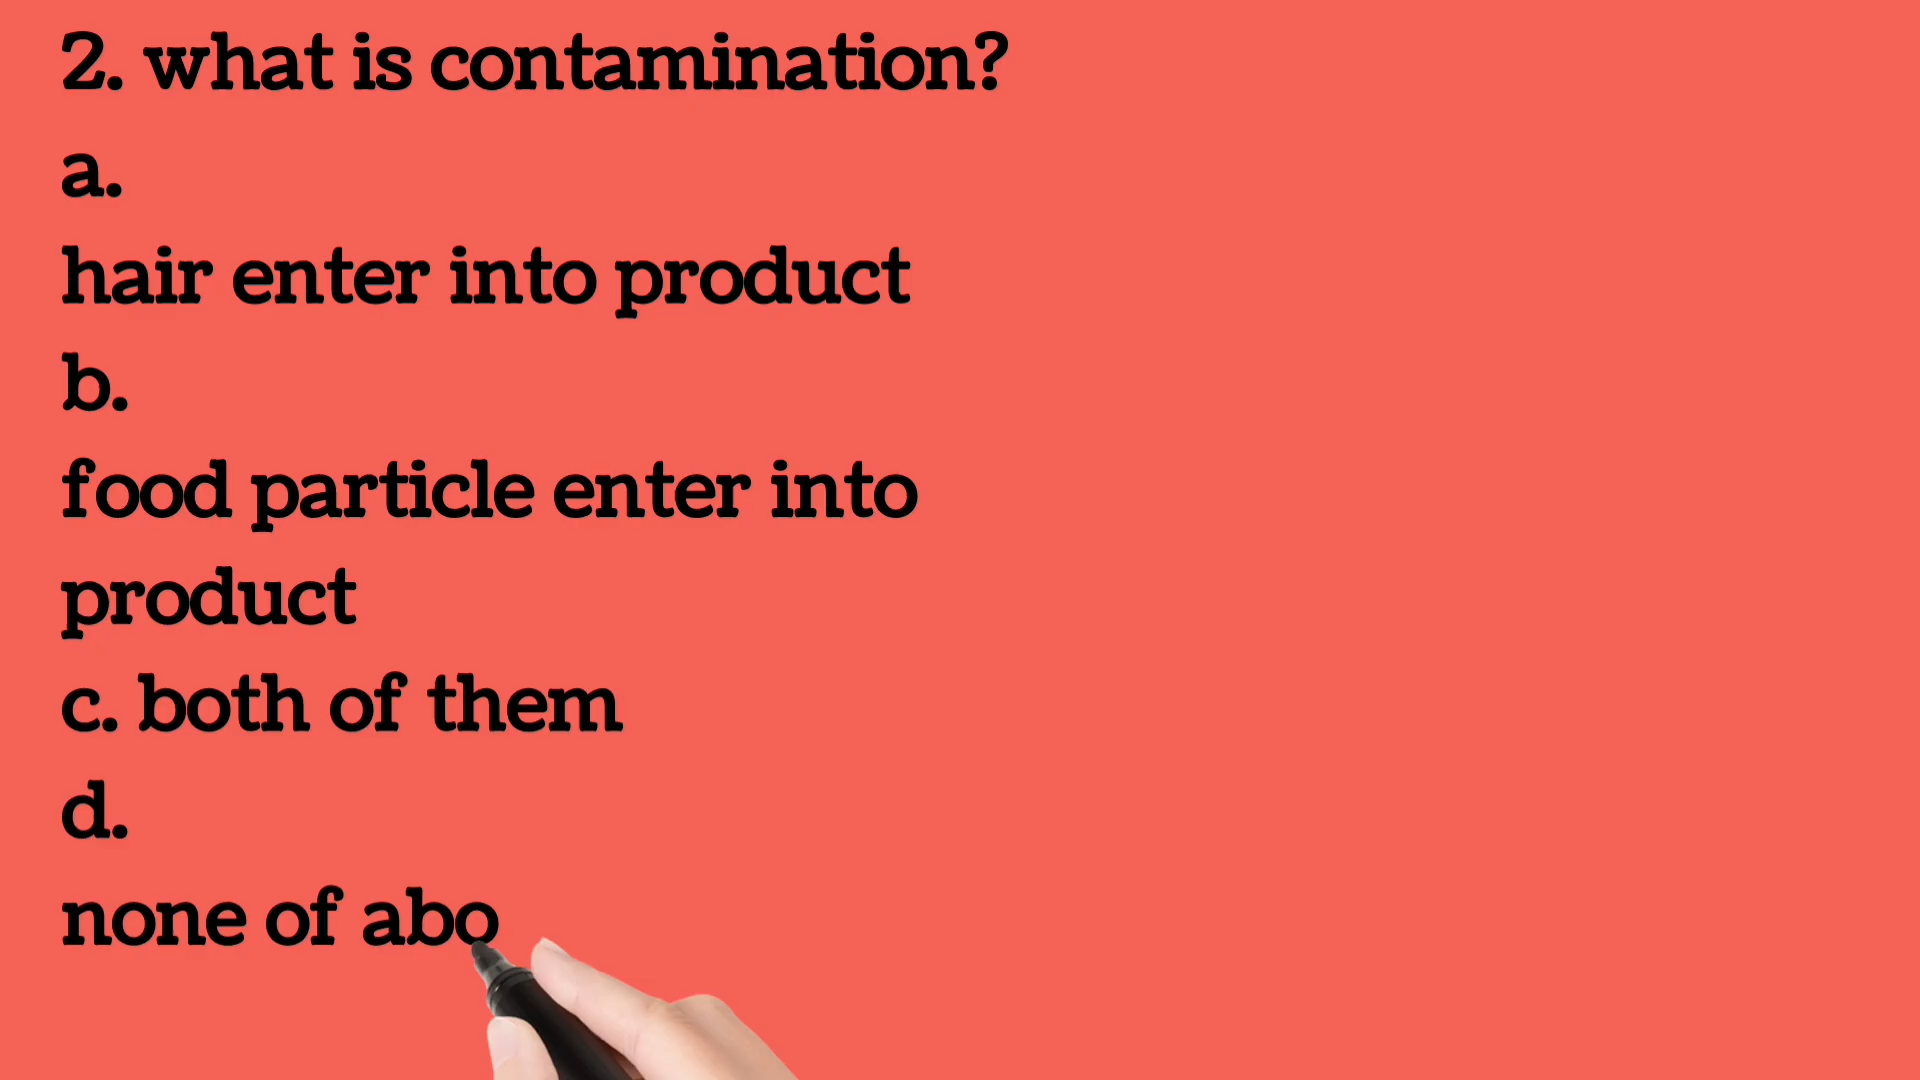 2. what is contamination?
a.
hair enter into product
b.
food particle enter into
product
c. both of them
d.
none of abo